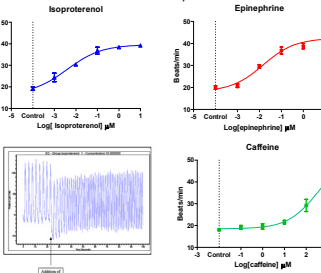 Isoproterenol
50
40
30
20
10
-5 Control -3 -2 -1 0 1
Log[ Isoproterenol] µM
Epinephrine
Beats/min
50
40
30
20
10
-5 Control -3 -2 -1 0
Log[epinephrine] µM
Addition of
Caffeine
Beats/min
50
40
30
20
10
-3 Control -1 0 1 2
Log[caffeine] µM